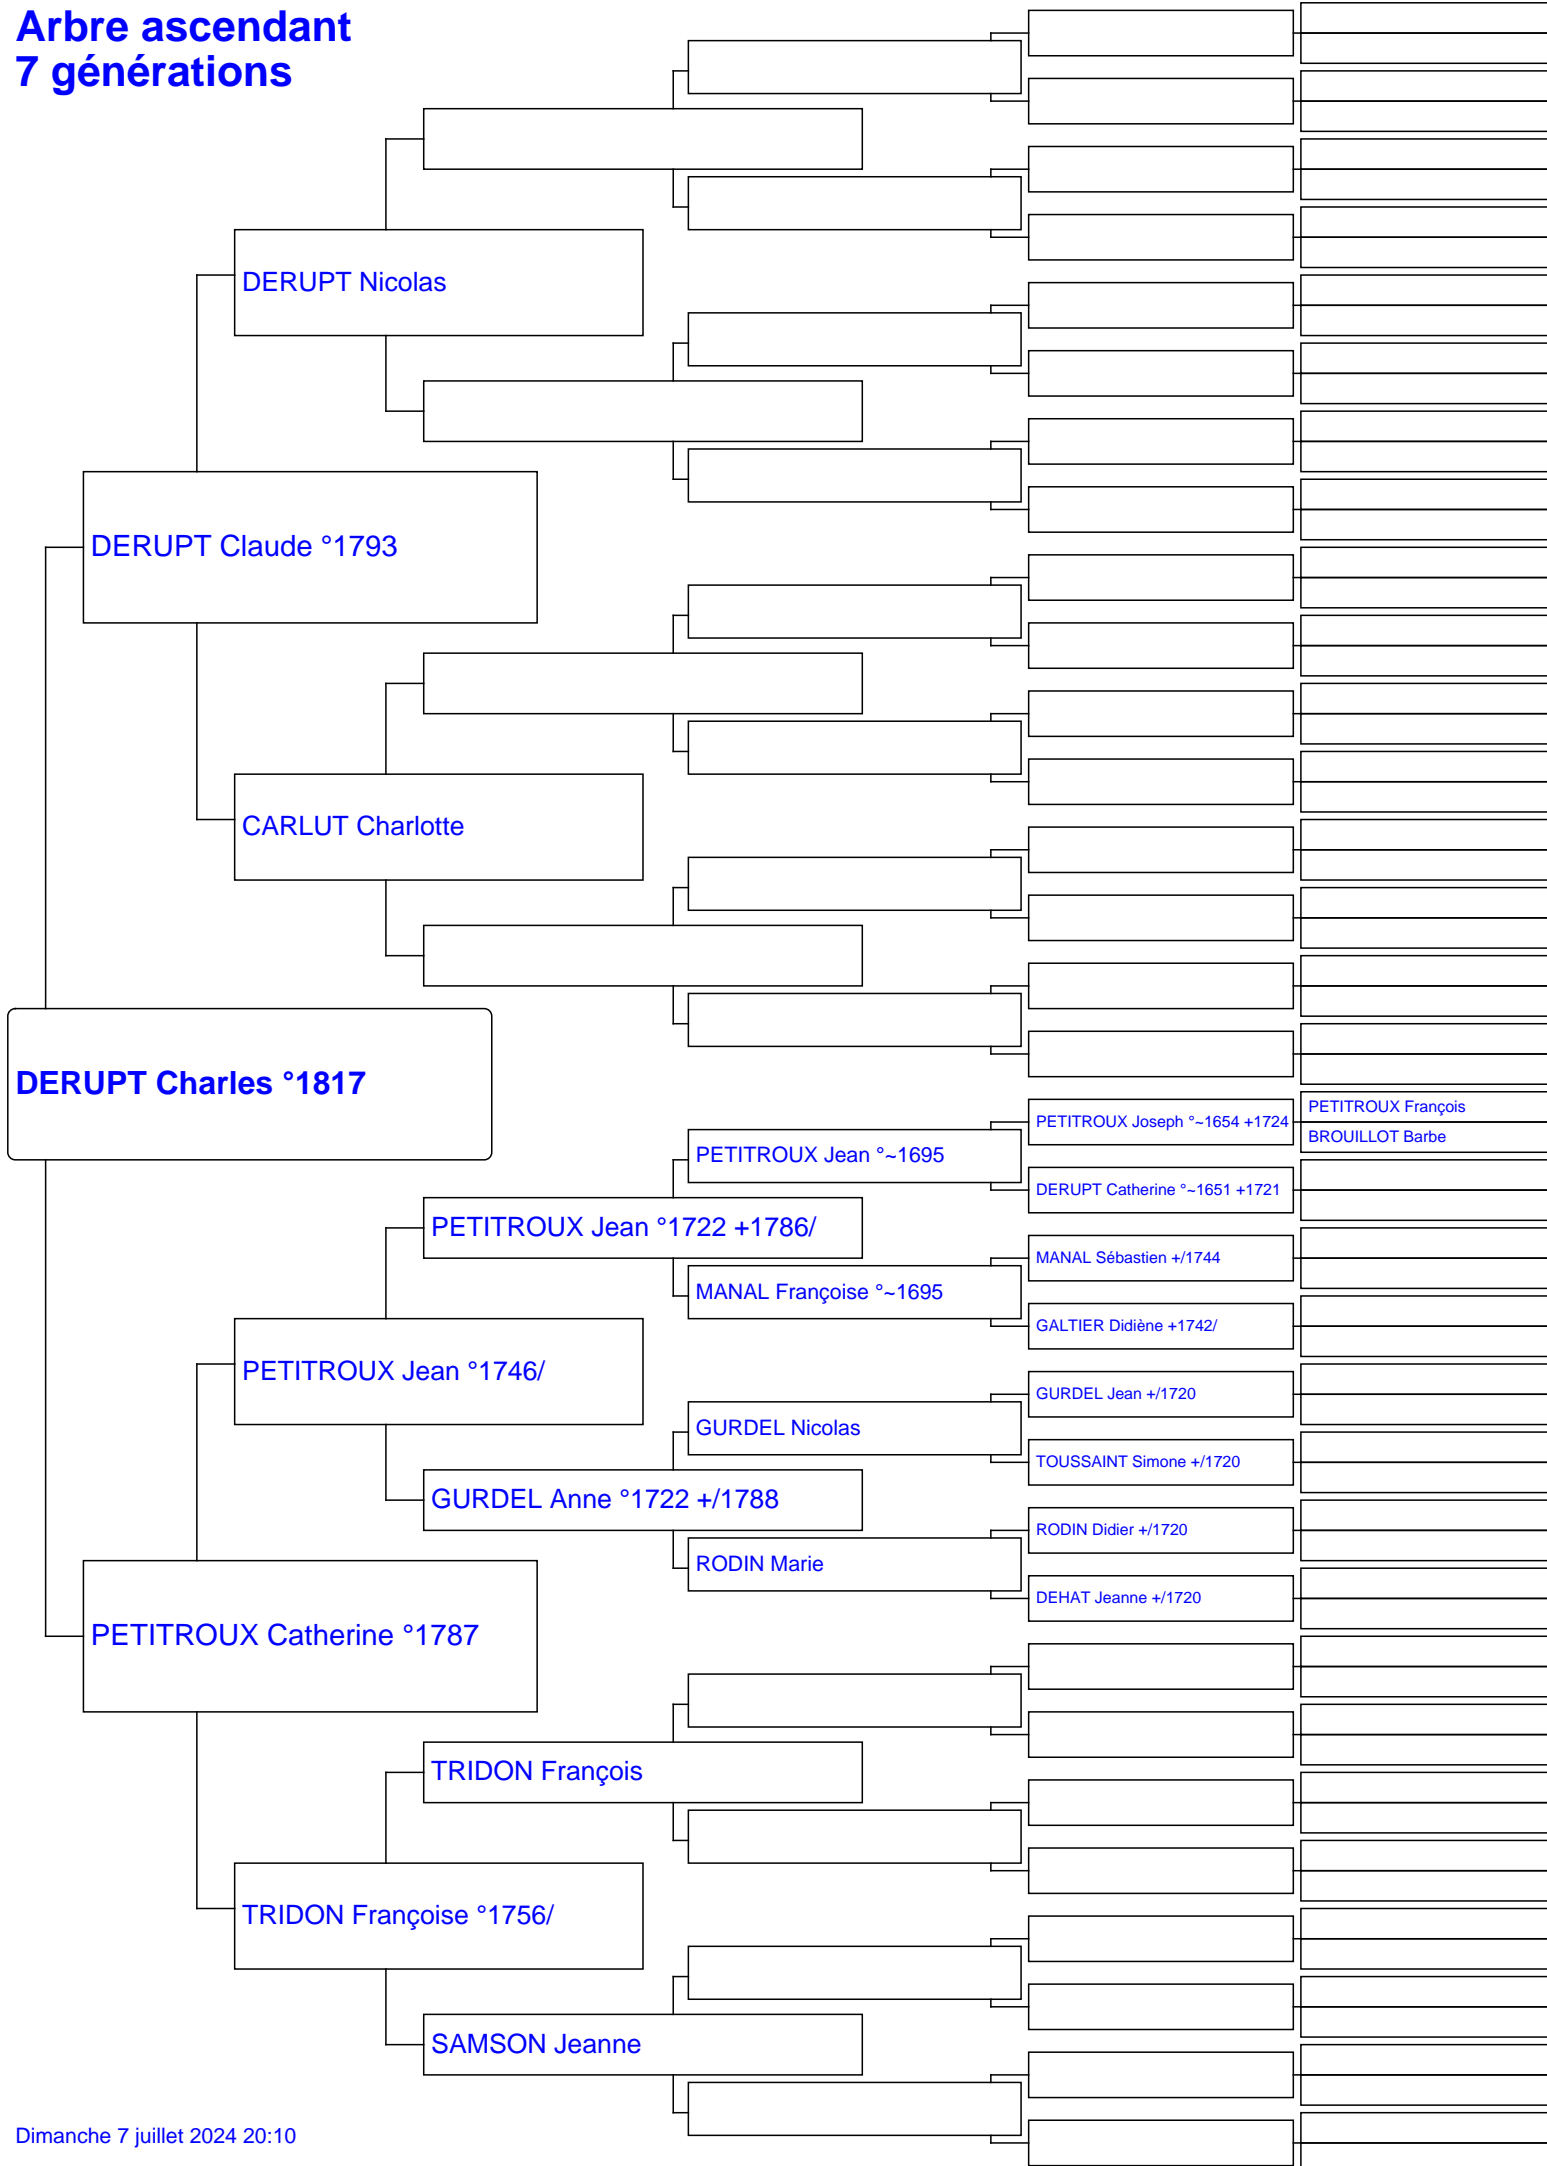 Arbre ascendant
7 générations
DERUPT Nicolas
DERUPT Claude °1793
CARLUT Charlotte
DERUPT Charles °1817
PETITROUX François
PETITROUX Joseph °~1654 +1724
BROUILLOT Barbe
PETITROUX Jean °~1695
DERUPT Catherine °~1651 +1721
PETITROUX Jean °1722 +1786/
MANAL Sébastien +/1744
MANAL Françoise °~1695
GALTIER Didiène +1742/
PETITROUX Jean °1746/
GURDEL Jean +/1720
GURDEL Nicolas
TOUSSAINT Simone +/1720
GURDEL Anne °1722 +/1788
RODIN Didier +/1720
RODIN Marie
DEHAT Jeanne +/1720
PETITROUX Catherine °1787
TRIDON François
TRIDON Françoise °1756/
SAMSON Jeanne
Dimanche 7 juillet 2024 20:10